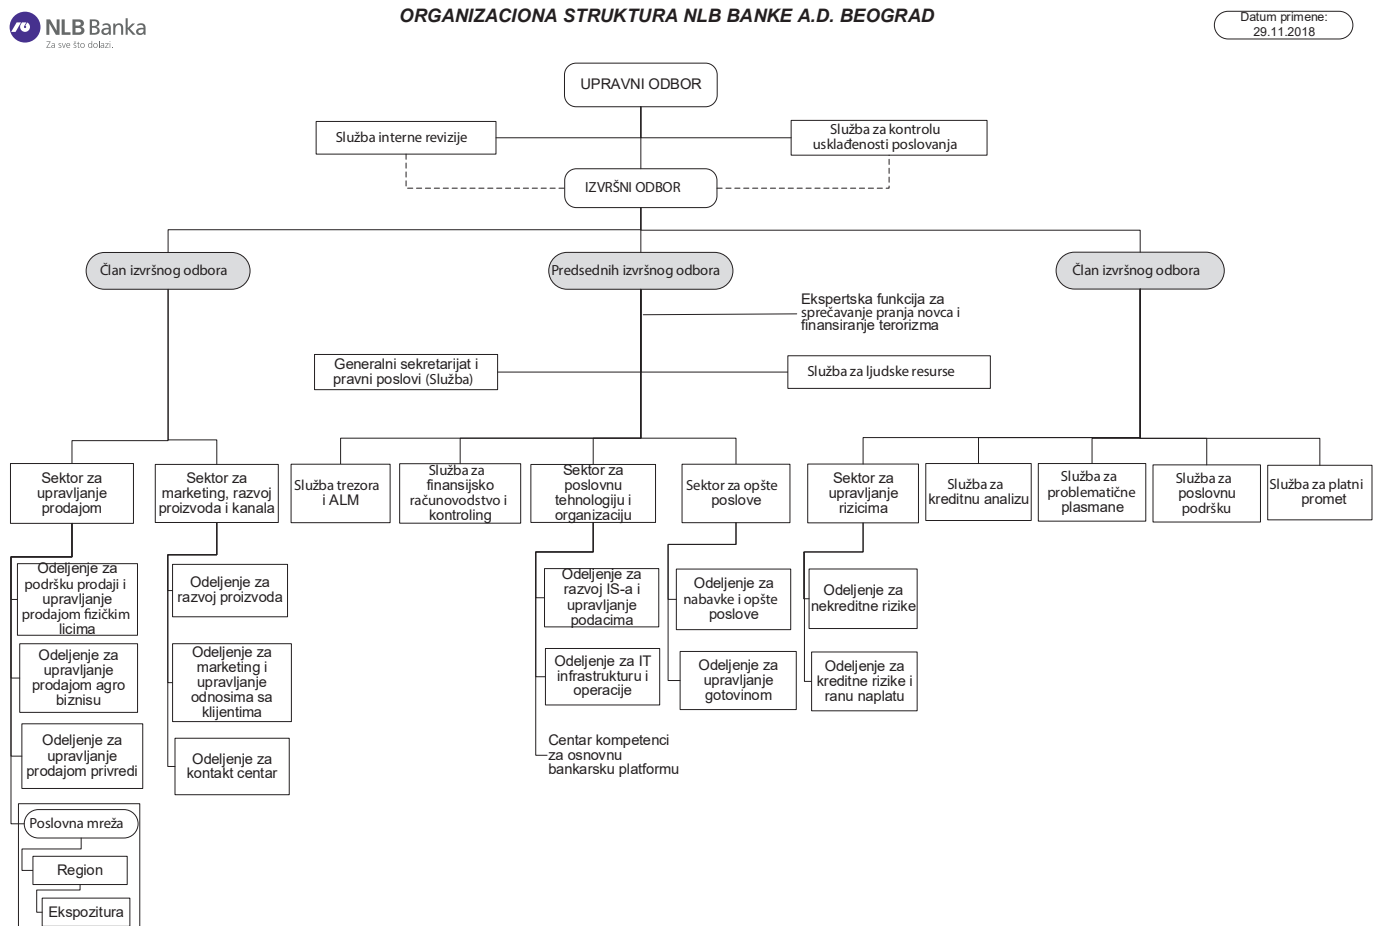 NLB Banka
Za sve što dolazi.
ORGANIZACIONA STRUKTURA NLB BANKE A.D. BEOGRAD
Datum primene:
29.11.2018
UPRAVNI ODBOR
Služba interne revizije
Služba za kontrolu
usklađenosti poslovanja
IZVRŠNI ODBOR
Član izvršnog odbora
Predsednih izvršnog odbora
Član izvršnog odbora
Ekspertska funkcija za
sprečavanje pranja novca i
finansiranje terorizma
Generalni sekretarijat i
pravni poslovi (Služba)
Služba za ljudske resurse
Sektor za
upravljanje
prodajom
Sektor za
marketing, razvoj
proizvoda i kanala
Služba trezora
i ALM
Služba za
finansijsko
računovodstvo i
kontroling
Sektor za
poslovnu
tehnologiju i
organizaciju
Sektor za opšte
poslove
Sektor za
upravljanje
rizicima
Služba za
kreditnu analizu
Služba za
problematične
plasmane
Služba za
poslovnu
podršku
Služba za platni
promet
Odeljenje za
podršku prodaji i
upravljanje
prodajom fizičkim
licima
Odeljenje za
upravljanje
prodajom agro
biznisu
Odeljenje za
upravljanje
prodajom privredi
Poslovna mreža
Region
Ekspozitura
Odeljenje za
razvoj proizvoda
Odeljenje za
marketing i
upravljanje
odnosima sa
klijentima
Odeljenje za
kontakt centar
Odeljenje za
razvoj IS-a i
upravljanje
podacima
Odeljenje za IT
infrastrukturu i
operacije
Centar kompetenci
za osnovnu
bankarsku platformu
Odeljenje za
nabavke i opšte
poslove
Odeljenje za
upravljanje
gotovinom
Odeljenje za
nekreditne rizike
Odeljenje za
kreditne rizike i
ranu naplatu